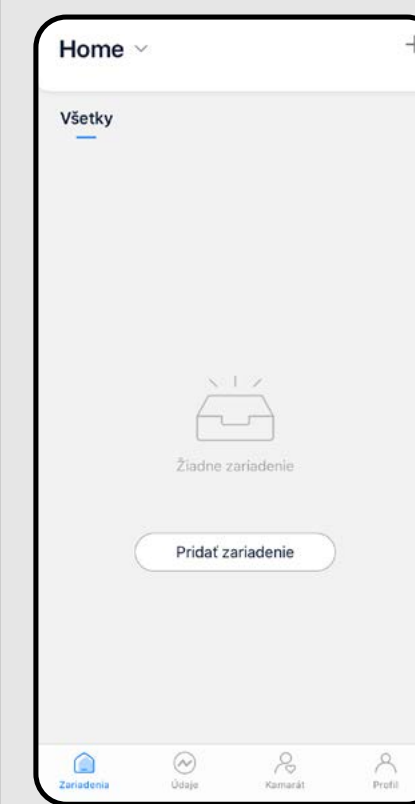 Home
Všetky
Žiadne zariadenie
Pridať zariadenie
Zariadenia Údaje Kamarát Profil